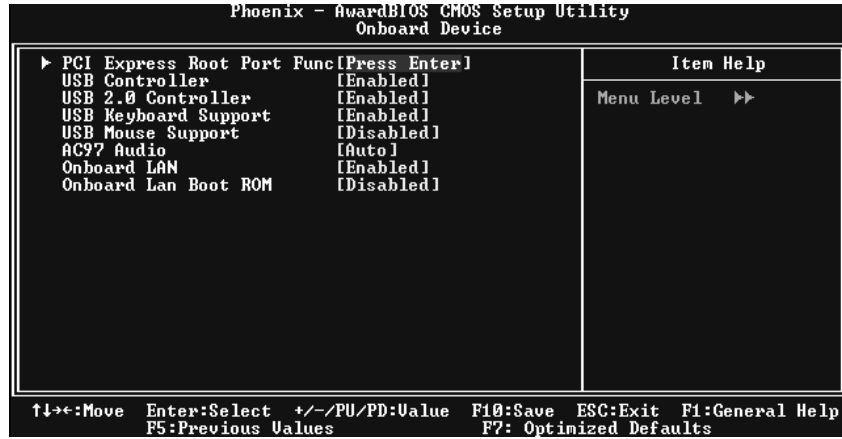 Phoenix - AwardBIOS CMOS Setup Utility
Onboard Device
PCI Express Root Port Func[Press Enter]
USB Controller [Enabled]
USB 2.0 Controller [Enabled]
USB Keyboard Support [Enabled]
USB Mouse Support [Disabled]
AC97 Audio [Auto]
Onboard LAN [Enabled]
Onboard Lan Boot ROM [Disabled]
Item Help
Menu Level ►►
↑↓→←:Move Enter:Select +/-/PU/PD:Value F10:Save ESC:Exit F1:General Help
F5:Previous Values F7: Optimized Defaults